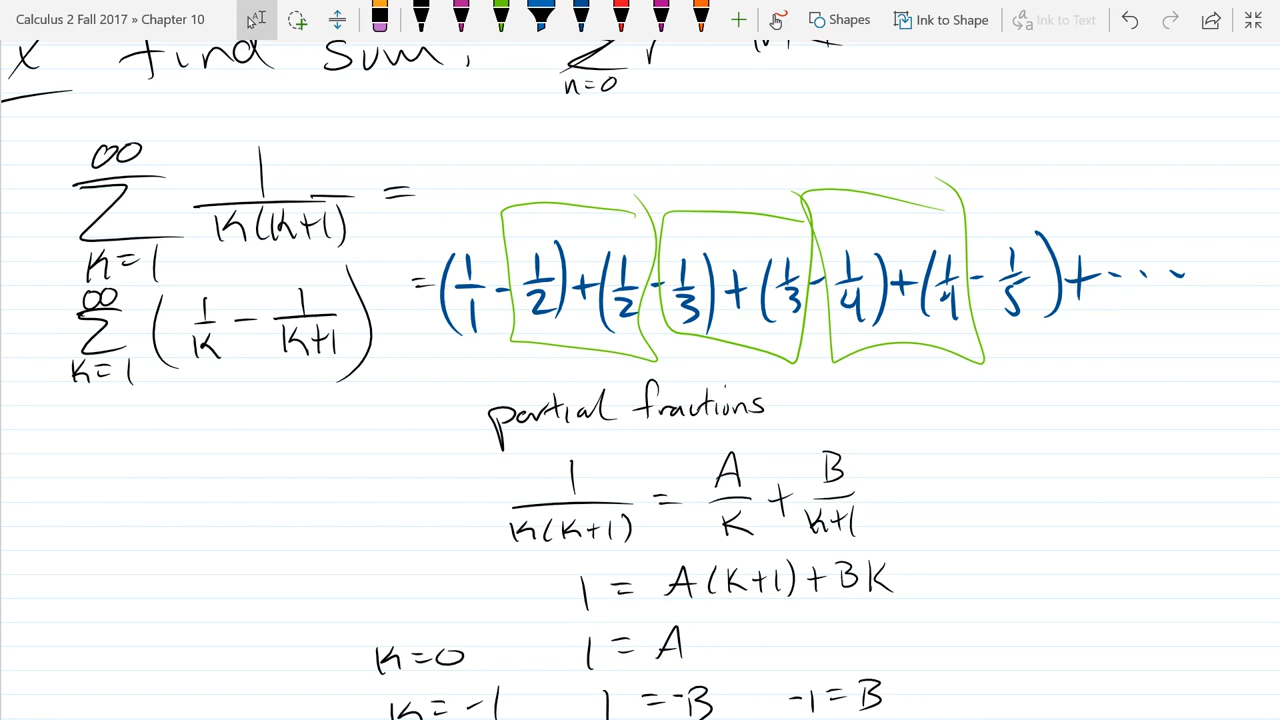 Calculus 2 Fall 2017 » Chapter 10 Shapes Ink to Shape Ink to Text
find sum. ∑ r
n=0
∞
∑ 1/(K(K+1)) =
K=1
= (1/1 - 1/2) + (1/2 - 1/3) + (1/3 - 1/4) + (1/4 - 1/5) + ...
∞
∑ (1/K - 1/(K+1))
K=1
partial fractions
1/(K(K+1)) = A/K + B/(K+1)
1 = A(K+1) + BK
K=0 1 = A
K=-1 1 = -B -1 = B